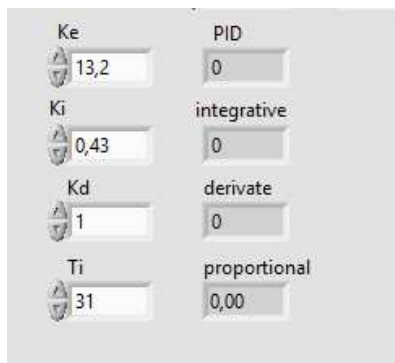 Ke PID
13,2 0
Ki integrative
0,43 0
Kd derivate
1 0
Ti proportional
31 0,00